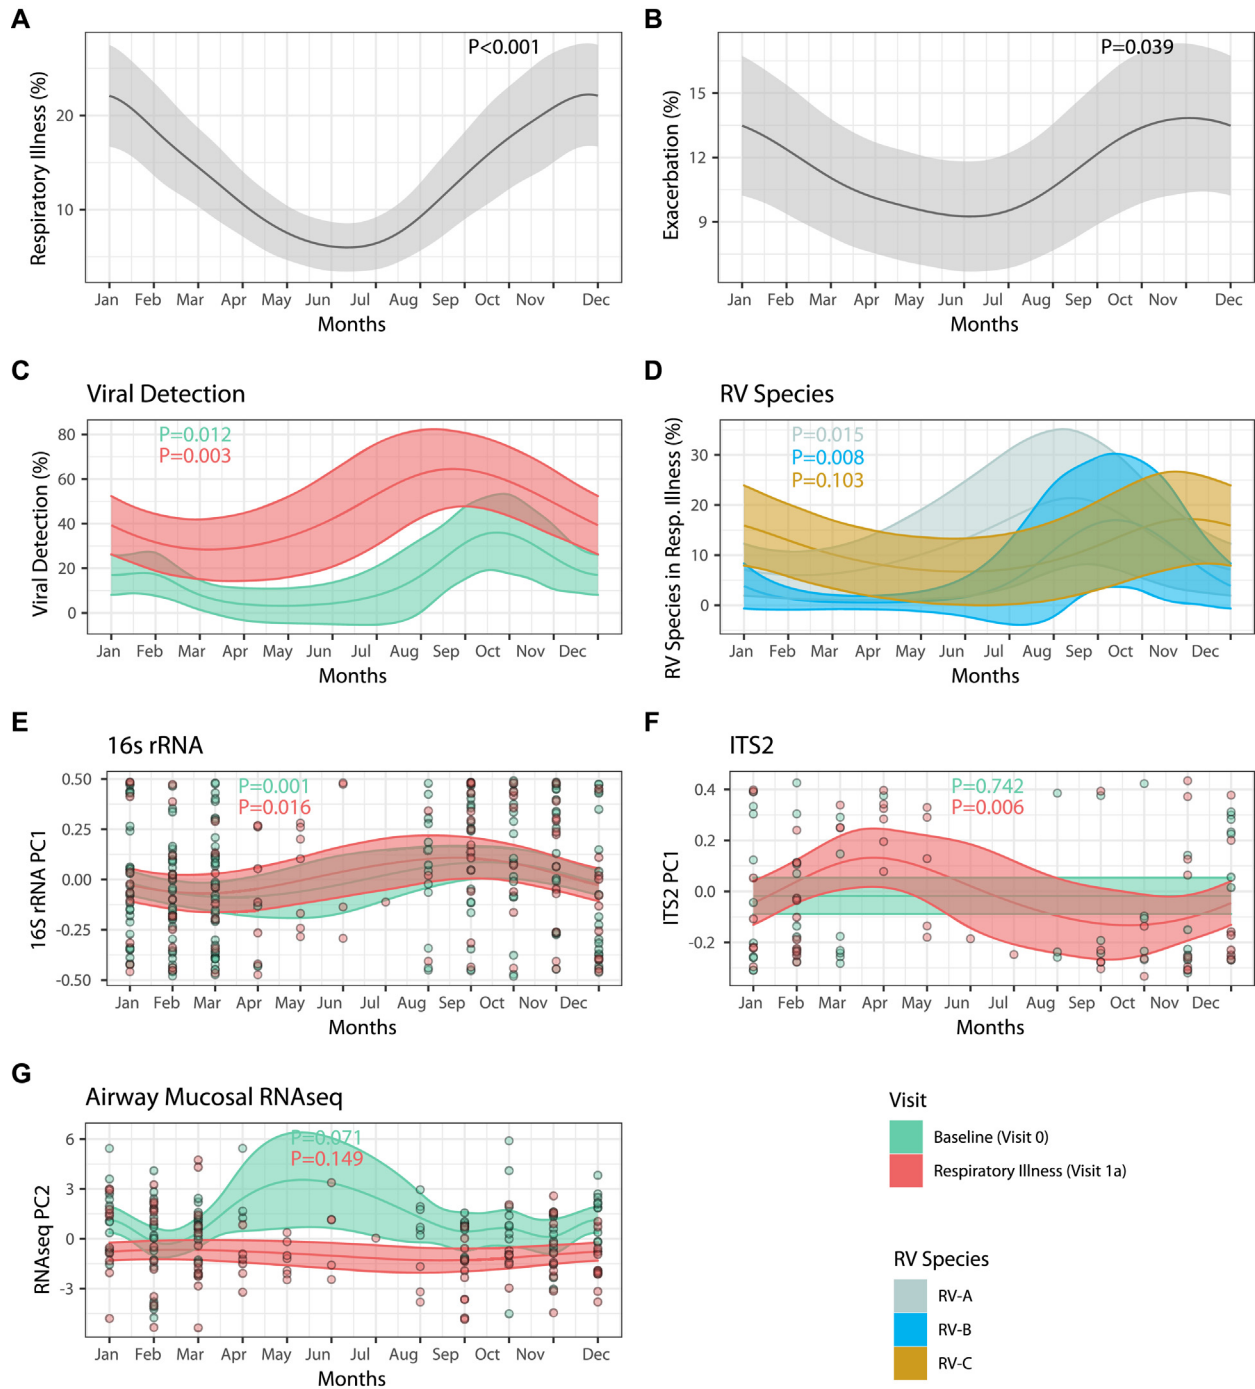 A
P<0.001
Respiratory Illness (%)
20
10
Jan Feb Mar Apr May Jun Jul Aug Sep Oct Nov Dec
Months
B
P=0.039
Exacerbation (%)
15
12
9
Jan Feb Mar Apr May Jun Jul Aug Sep Oct Nov Dec
Months
C
Viral Detection
P=0.012
P=0.003
Viral Detection (%)
80
60
40
20
0
Jan Feb Mar Apr May Jun Jul Aug Sep Oct Nov Dec
Months
D
RV Species
P=0.015
P=0.008
P=0.103
RV Species in Resp. Illness (%)
30
20
10
0
Jan Feb Mar Apr May Jun Jul Aug Sep Oct Nov Dec
Months
E
16s rRNA
P=0.001
P=0.016
16S rRNA PC1
0.50
0.25
0.00
-0.25
-0.50
Jan Feb Mar Apr May Jun Jul Aug Sep Oct Nov Dec
Months
F
ITS2
P=0.742
P=0.006
ITS2 PC1
0.4
0.2
0.0
-0.2
Jan Feb Mar Apr May Jun Jul Aug Sep Oct Nov Dec
Months
G
Airway Mucosal RNAseq
P=0.071
P=0.149
RNAseq PC2
6
3
0
-3
Jan Feb Mar Apr May Jun Jul Aug Sep Oct Nov Dec
Months
Visit
Baseline (Visit 0)
Respiratory Illness (Visit 1a)
RV Species
RV-A
RV-B
RV-C